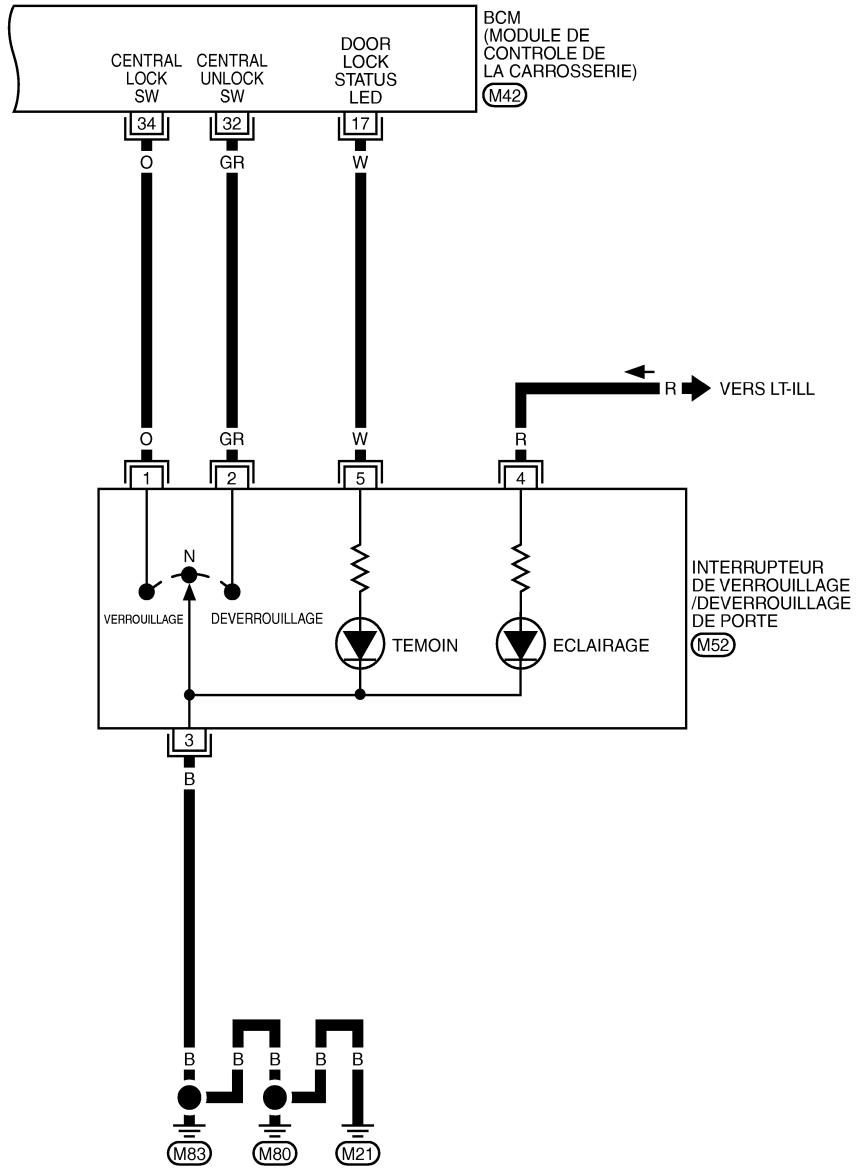 BCM
(MODULE DE
CONTROLE DE
LA CARROSSERIE)
M42
CENTRAL
LOCK
SW
CENTRAL
UNLOCK
SW
DOOR
LOCK
STATUS
LED
34
32
17
O
GR
W
R
VERS LT-ILL
O
GR
W
R
1
2
5
4
N
VERROUILLAGE
DEVERROUILLAGE
TEMOIN
ECLAIRAGE
INTERRUPTEUR
DE VERROUILLAGE
/DEVERROUILLAGE
DE PORTE
M52
3
B
B
B
B
B
B
M83
M80
M21